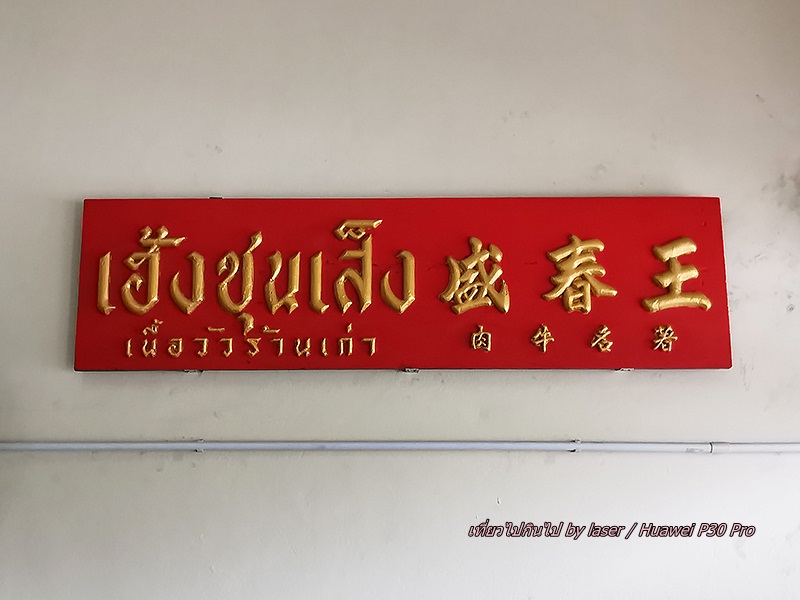 เฮ้งชุนเส็ง 盛春王
เนื้อวัวร้านเก่า 肉牛名著
เที่ยวไปกินไป by laser / Huawei P30 Pro